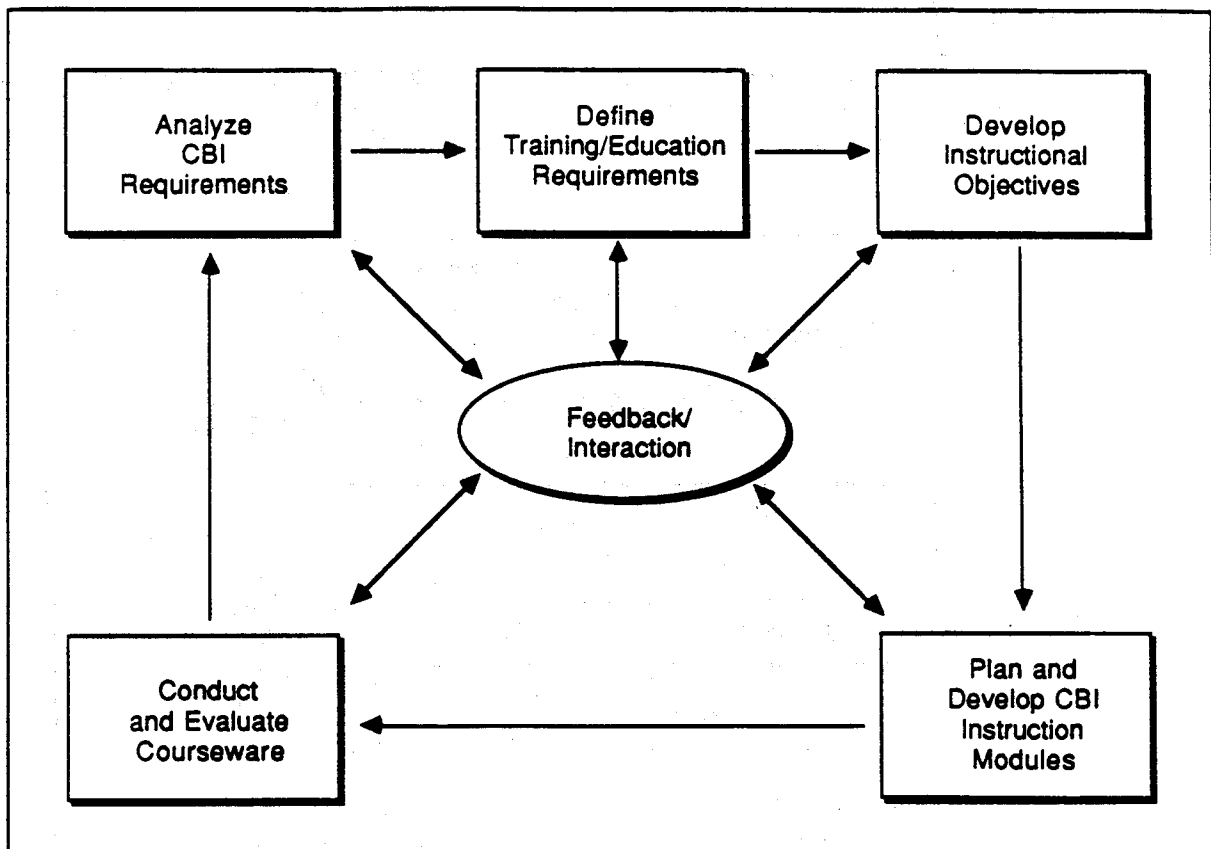 Analyze
CBI
Requirements
Define
Training/Education
Requirements
Develop
Instructional
Objectives
Feedback/
Interaction
Conduct
and Evaluate
Courseware
Plan and
Develop CBI
Instruction
Modules